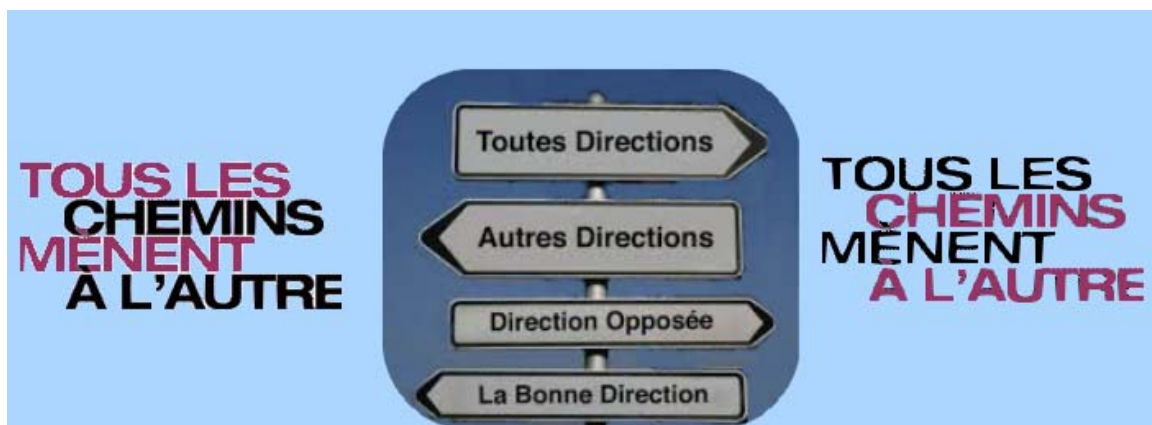 TOUS LES
CHEMINS
MÈNENT
À L'AUTRE
Toutes Directions
Autres Directions
Direction Opposée
La Bonne Direction
TOUS LES
CHEMINS
MÈNENT
À L'AUTRE